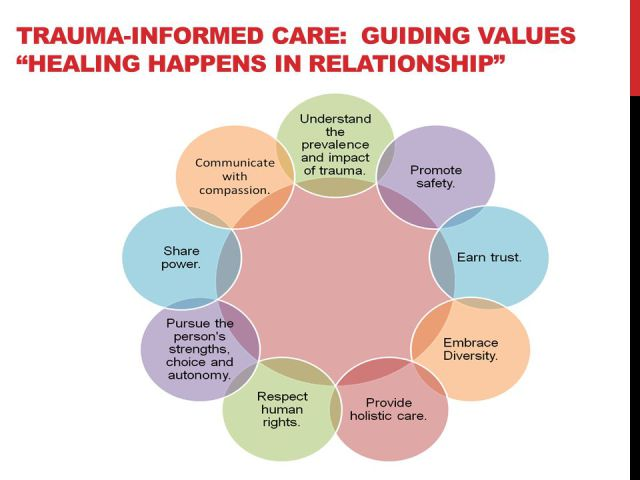 TRAUMA-INFORMED CARE:  GUIDING VALUES
“HEALING HAPPENS IN RELATIONSHIP”
Understand
the
prevalence
and impact
of trauma.
Promote
safety.
Earn trust.
Embrace
Diversity.
Provide
holistic care.
Respect
human
rights.
Pursue the
person's
strengths,
choice and
autonomy.
Share
power.
Communicate
with
compassion.